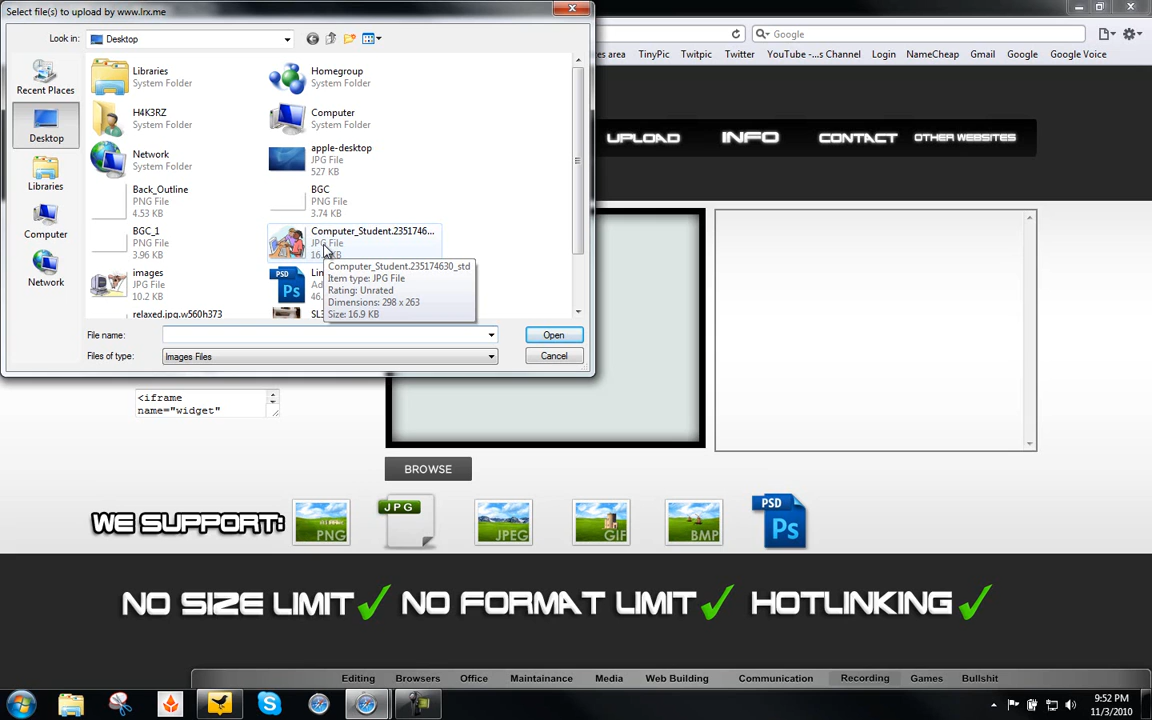 Select file(s) to upload by www.lrx.me
Look in:
Desktop
Google
es area
TinyPic
Twitpic
Twitter
YouTube -...s Channel
Login
NameCheap
Gmail
Google
Google Voice
Recent Places
Desktop
Libraries
Computer
Network
Libraries
System Folder
Homegroup
System Folder
H4K3RZ
System Folder
Computer
System Folder
Network
System Folder
apple-desktop
JPG File
527 KB
Back_Outline
PNG File
4.53 KB
BGC
PNG File
3.74 KB
BGC_1
PNG File
3.96 KB
Computer_Student.2351746...
JPG File
images
JPG File
10.2 KB
PSD
Ps
relaxed.jpg.w560h373
Computer_Student.235174630_std
Item type: JPG File
Rating: Unrated
Dimensions: 298 x 263
Size: 16.9 KB
File name:
Open
Files of type:
Images Files
Cancel
UPLOAD
INFO
CONTACT
OTHER WEBSITES
<iframe
name="widget"
BROWSE
WE SUPPORT:
PNG
JPG
JPEG
GIF
BMP
PSD
Ps
NO SIZE LIMIT
NO FORMAT LIMIT
HOTLINKING
Editing
Browsers
Office
Maintanance
Media
Web Building
Communication
Recording
Games
Bullshit
9:52 PM
11/3/2010